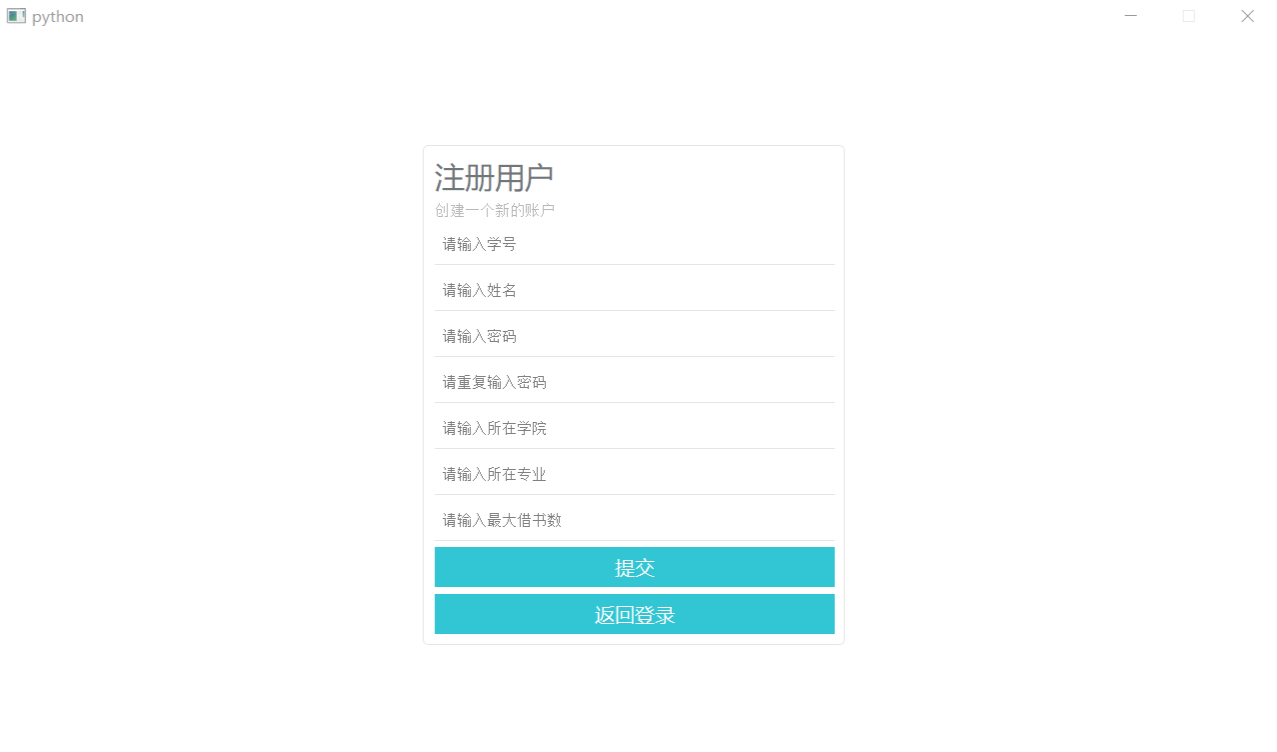 python
注册用户
创建一个新的账户
请输入学号
请输入姓名
请输入密码
请重复输入密码
请输入所在学院
请输入所在专业
请输入最大借书数
提交
返回登录